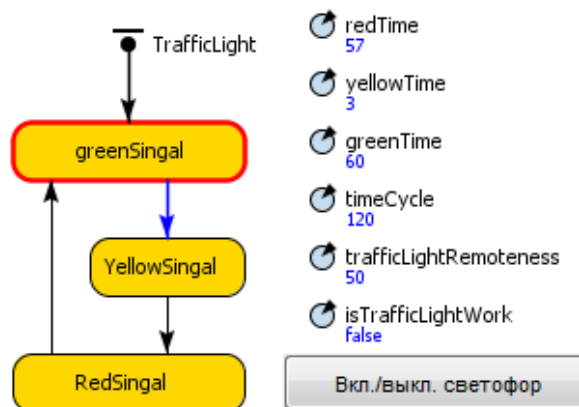 TrafficLight
greenSingal
YellowSingal
RedSingal
redTime
57
yellowTime
3
greenTime
60
timeCycle
120
trafficLightRemoteness
50
isTrafficLightWork
false
Вкл./выкл. светофор